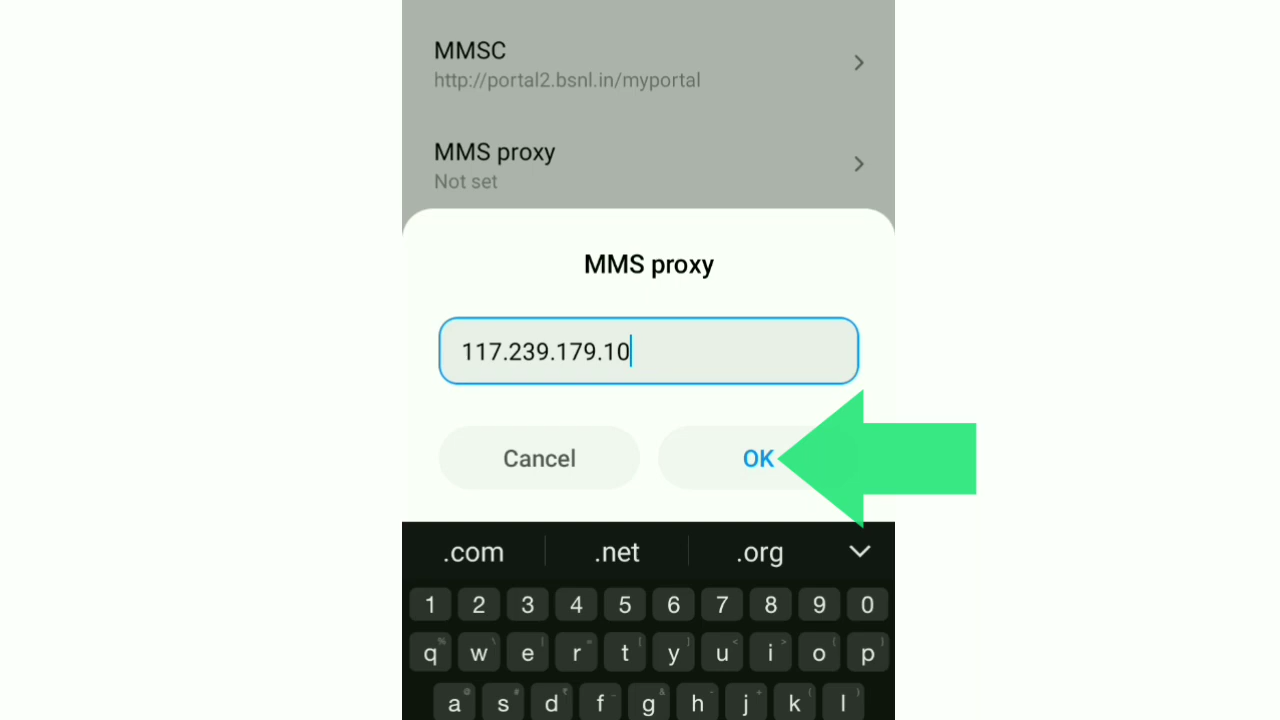 MMSC
http://portal2.bsnl.in/myportal
MMS proxy
Not set
MMS proxy
117.239.179.10
Cancel OK
.com .net .org
1 2 3 4 5 6 7 8 9 0
q w e r t y u i o p
a s d f g h j k l